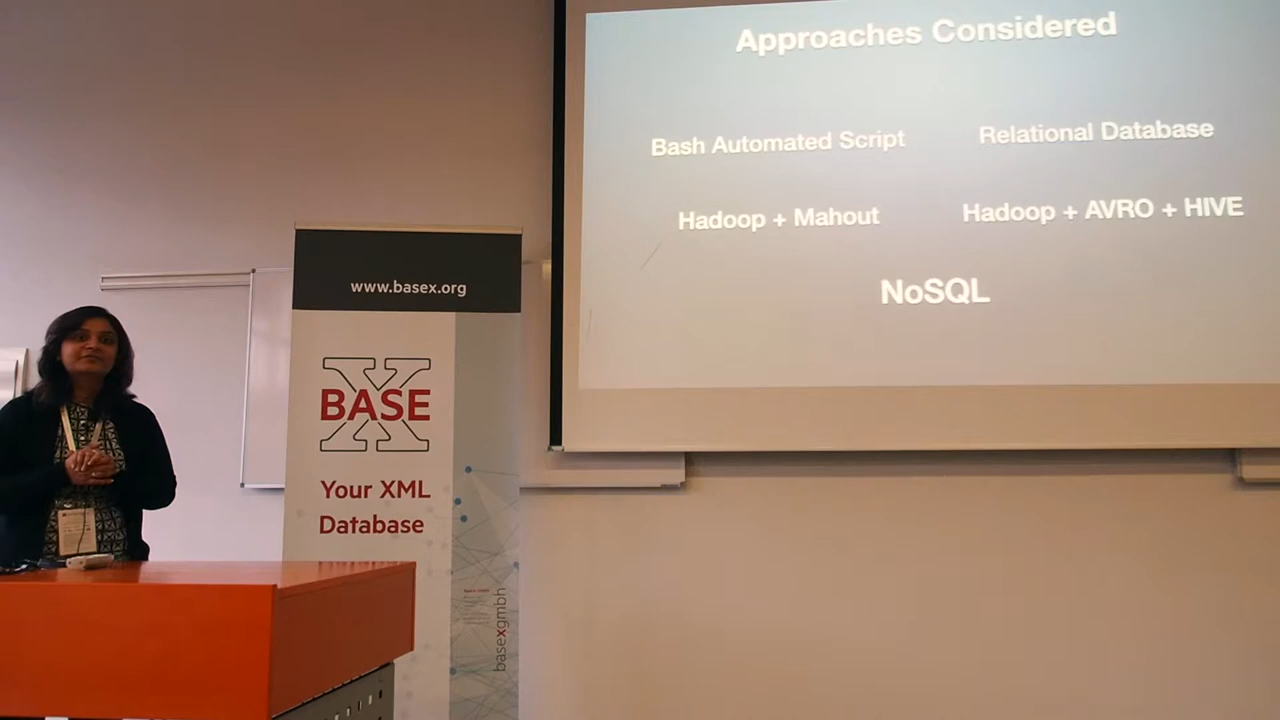 Approaches Considered
Bash Automated Script
Relational Database
Hadoop + Mahout
Hadoop + AVRO + HIVE
NoSQL
www.basex.org
BASE
X
Your XML
Database
basexgmbh